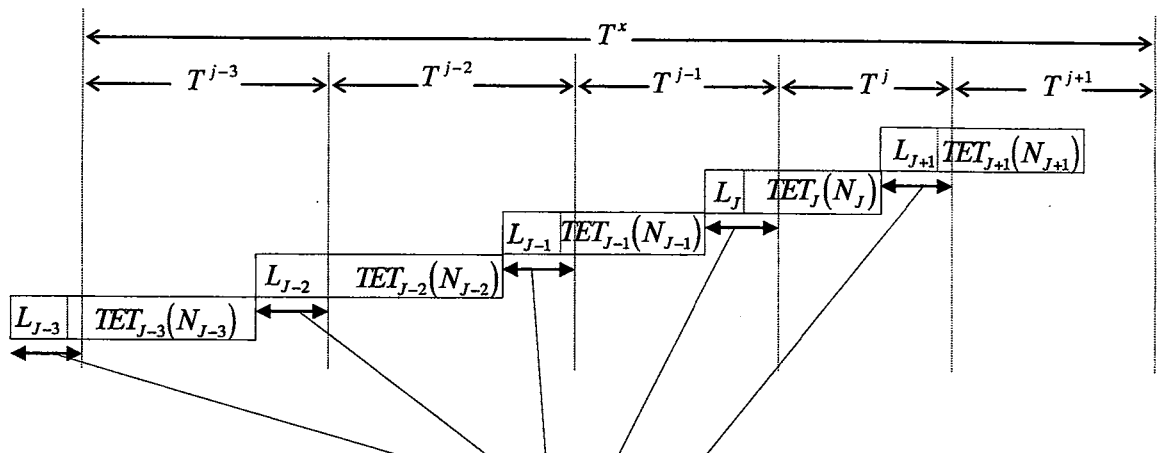 T^x
T^{j-3} T^{j-2} T^{j-1} T^j T^{j+1}
L_{J+1} TET_{J+1}(N_{J+1})
L_J TET_J(N_J)
L_{J-1} TET_{J-1}(N_{J-1})
L_{J-2} TET_{J-2}(N_{J-2})
L_{J-3} TET_{J-3}(N_{J-3})